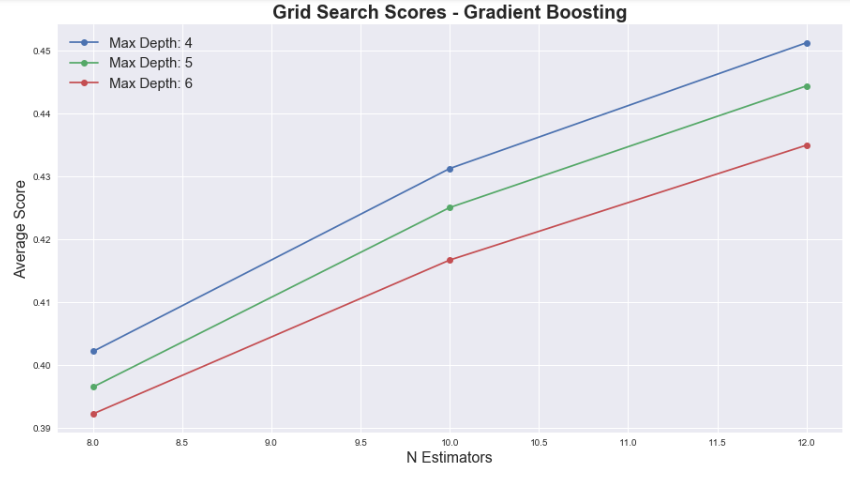 Grid Search Scores - Gradient Boosting
Max Depth: 4
Max Depth: 5
Max Depth: 6
Average Score
0.45
0.44
0.43
0.42
0.41
0.40
0.39
8.0 8.5 9.0 9.5 10.0 10.5 11.0 11.5 12.0
N Estimators